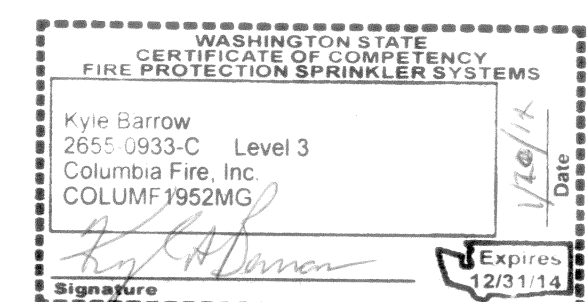 WASHINGTON STATE
CERTIFICATE OF COMPETENCY
FIRE PROTECTION SPRINKLER SYSTEMS
Kyle Barrow
2655-0933-C Level 3
Columbia Fire, Inc.
COLUMF1952MG
Date
Expires
12/31/14
Signature